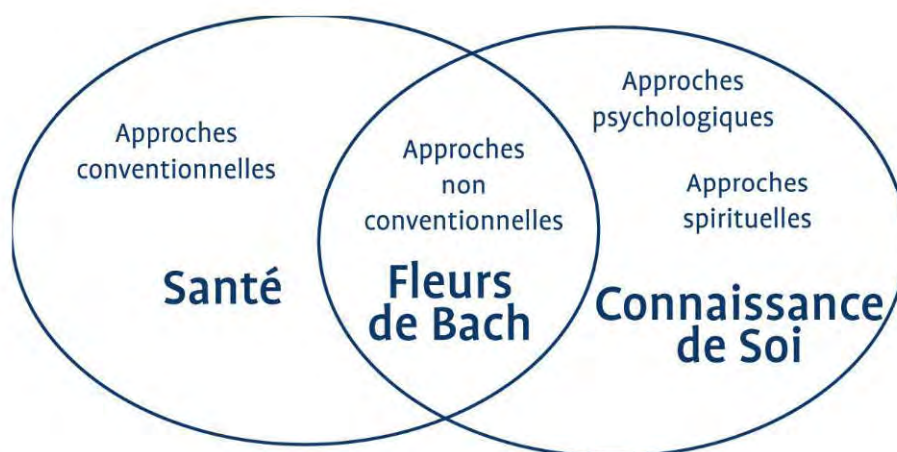 Approches
conventionnelles
Santé
Approches
non
conventionnelles
Fleurs
de Bach
Approches
psychologiques
Approches
spirituelles
Connaissance
de Soi